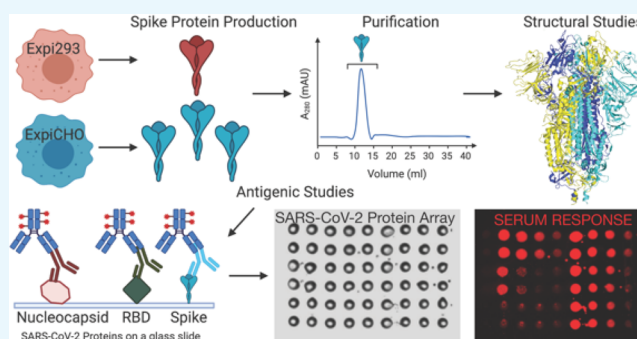 Spike Protein Production
Purification
Structural Studies
Expi293
ExpiCHO
A280 (mAU)
0 5 10 15 20 25 30 35 40
Volume (ml)
Antigenic Studies
SARS-CoV-2 Protein Array
SERUM RESPONSE
Nucleocapsid
RBD
Spike
SARS-CoV-2 Proteins on a glass slide